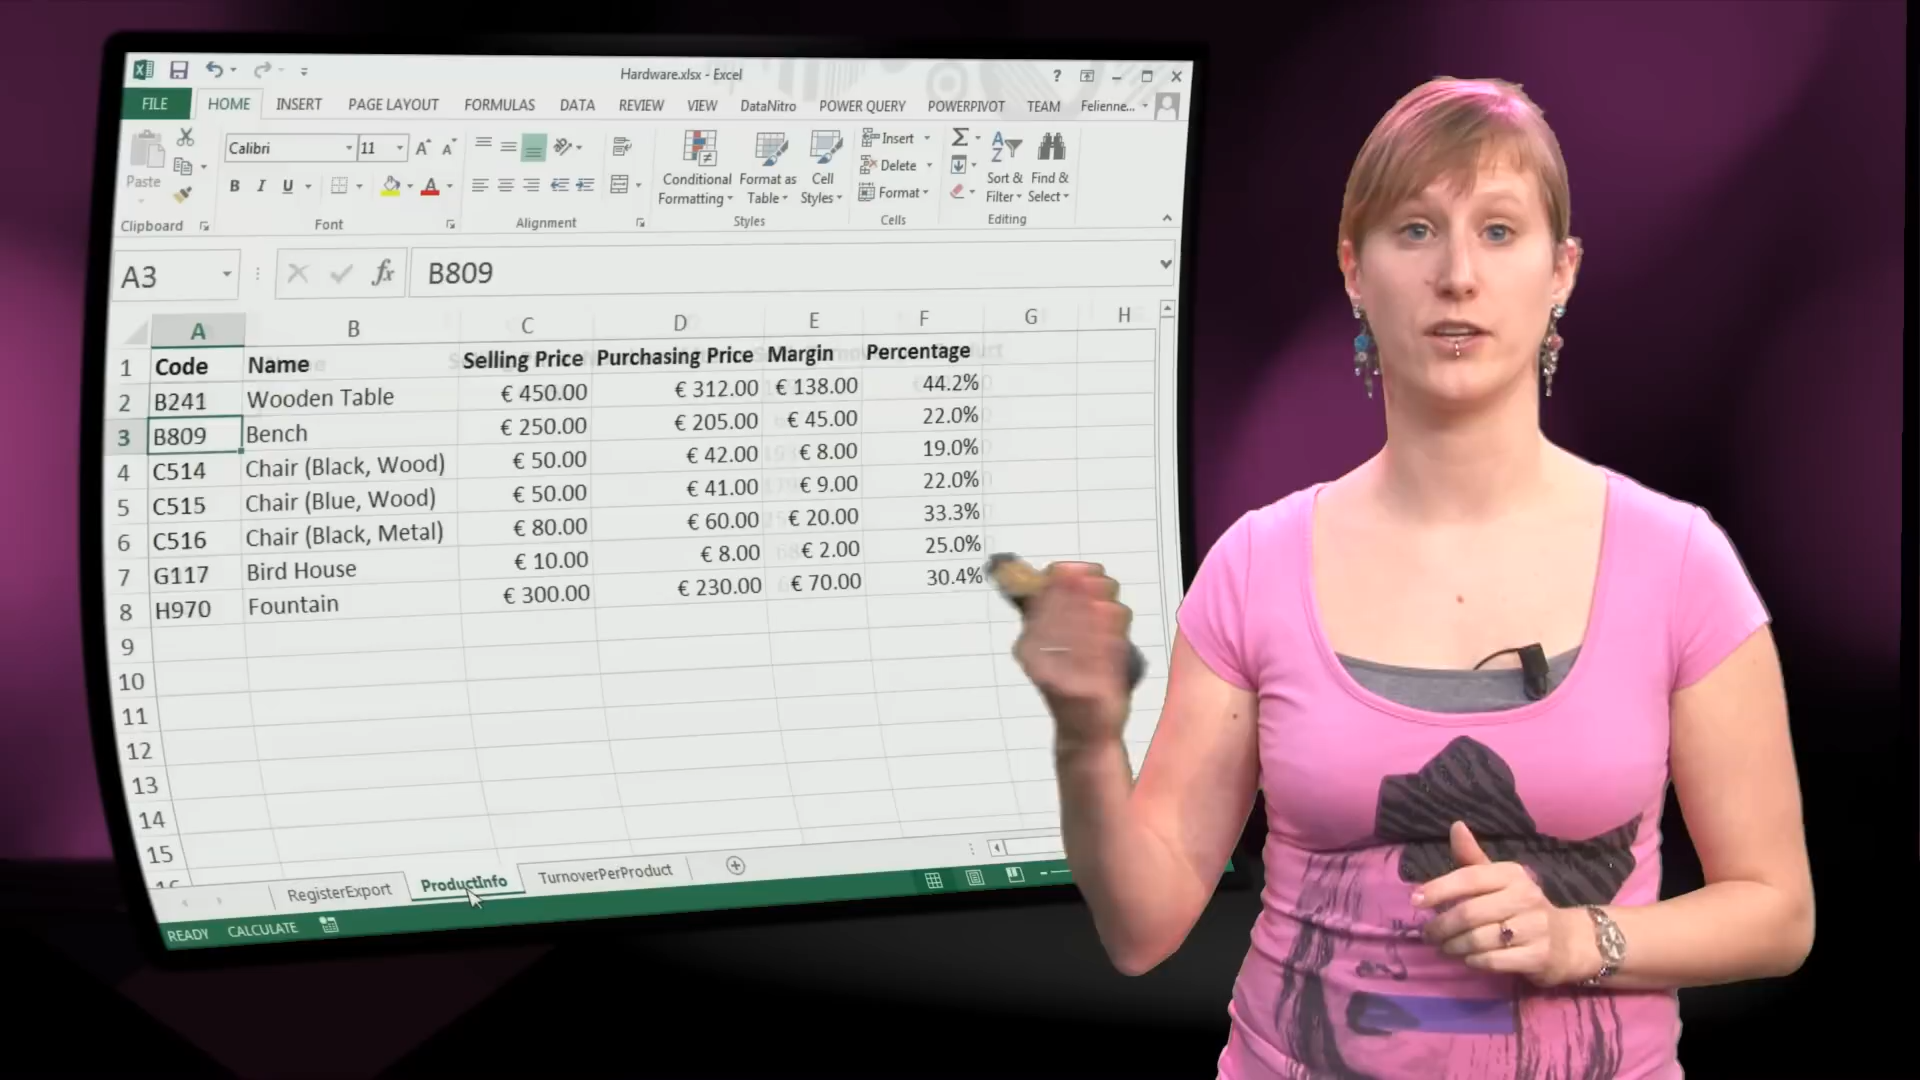 Hardware.xlsx - Excel
FILE HOME INSERT PAGE LAYOUT FORMULAS DATA REVIEW VIEW DataNitro POWER QUERY POWERPIVOT TEAM Felienne...
Paste
Calibri 11
B I U A
Conditional Formatting
Format as Table
Cell Styles
Insert
Delete
Format
Sort & Filter
Find & Select
Clipboard Font Alignment Styles Cells Editing
A3 fx B809
A B C D E F G H
1 Code Name Selling Price Purchasing Price Margin Percentage
2 B241 Wooden Table € 450.00 € 312.00 € 138.00 44.2%
3 B809 Bench € 250.00 € 205.00 € 45.00 22.0%
4 C514 Chair (Black, Wood) € 50.00 € 42.00 € 8.00 19.0%
5 C515 Chair (Blue, Wood) € 50.00 € 41.00 € 9.00 22.0%
6 C516 Chair (Black, Metal) € 80.00 € 60.00 € 20.00 33.3%
7 G117 Bird House € 10.00 € 8.00 € 2.00 25.0%
8 H970 Fountain € 300.00 € 230.00 € 70.00 30.4%
9
10
11
12
13
14
15
RegisterExport ProductInfo TurnoverPerProduct
READY CALCULATE